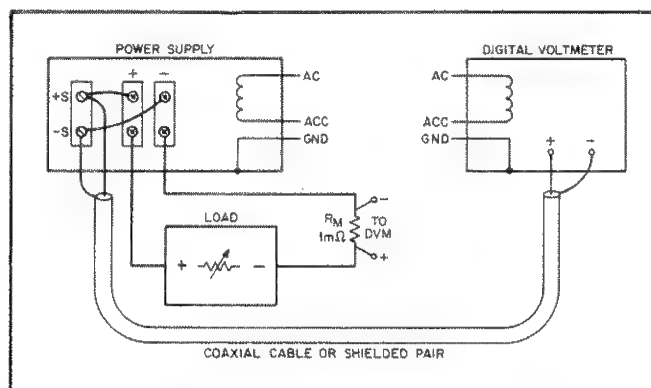 POWER SUPPLY
DIGITAL VOLTMETER
+ −
AC
AC
+S
ACC
ACC
−S
GND
GND
+ −
−
LOAD
RM
1mΩ
TO
DVM
+ −
+
COAXIAL CABLE OR SHIELDED PAIR